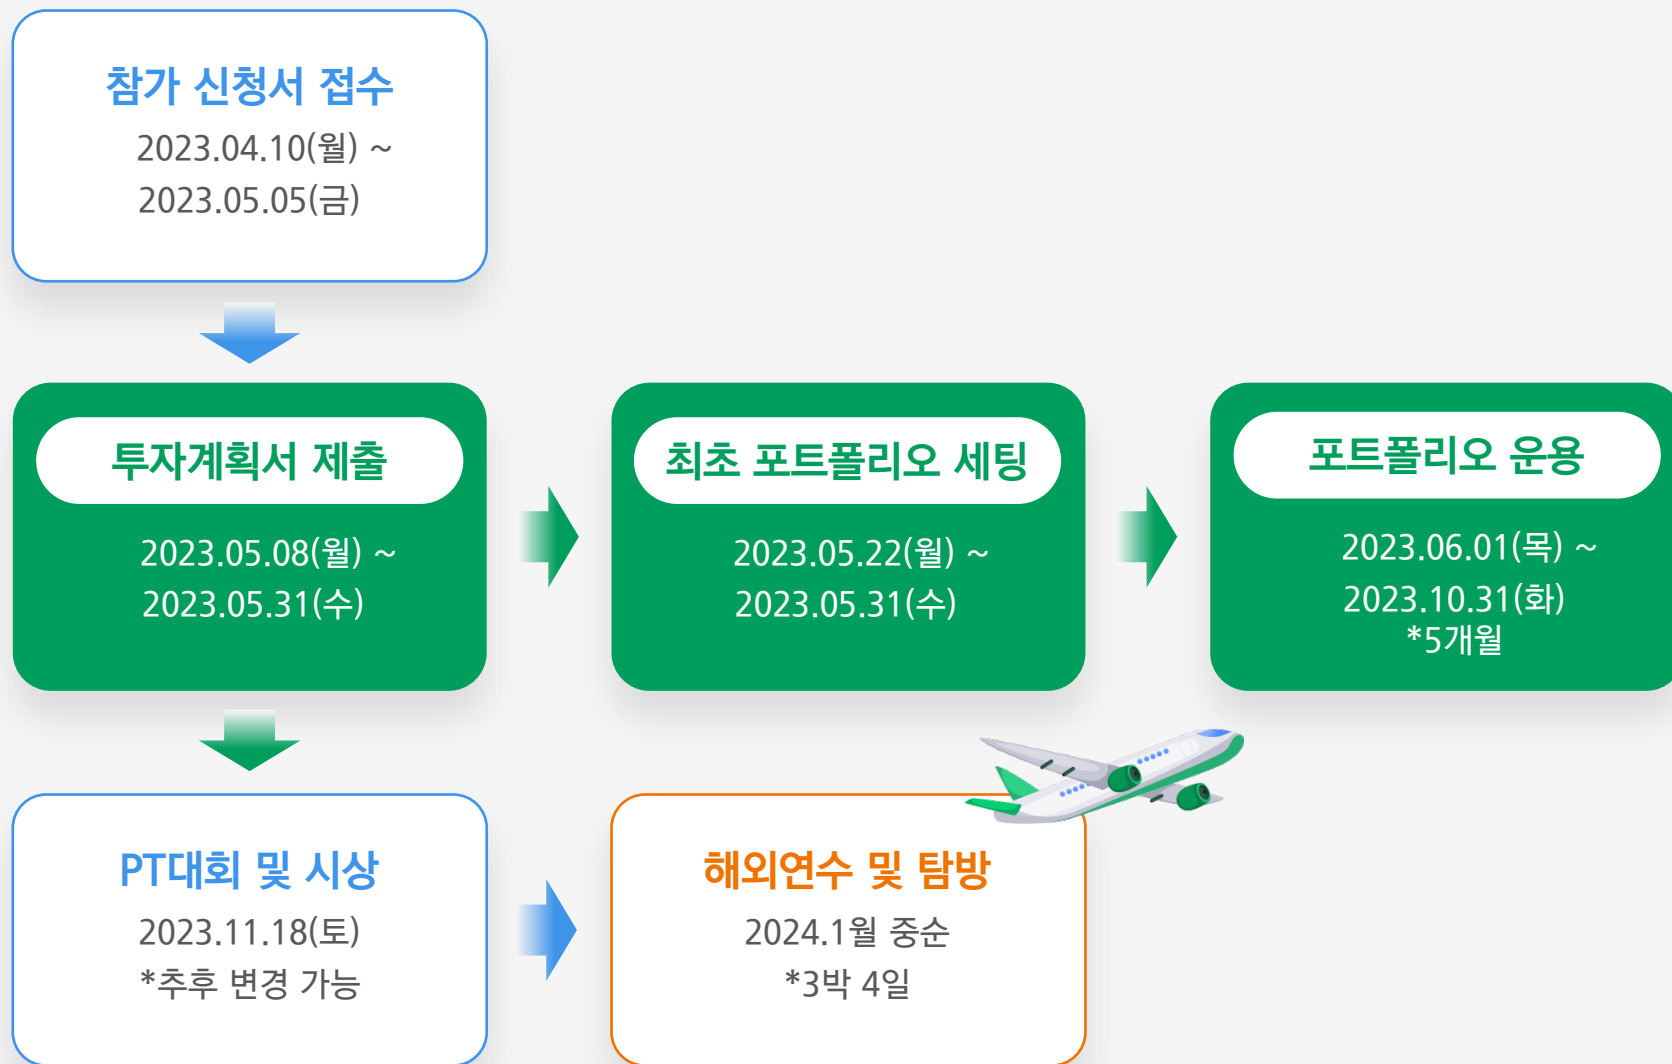 참가 신청서 접수
2023.04.10(월) ~
2023.05.05(금)
투자계획서 제출
2023.05.08(월) ~
2023.05.31(수)
최초 포트폴리오 세팅
2023.05.22(월) ~
2023.05.31(수)
포트폴리오 운용
2023.06.01(목) ~
2023.10.31(화)
*5개월
PT대회 및 시상
2023.11.18(토)
*추후 변경 가능
해외연수 및 탐방
2024.1월 중순
*3박 4일